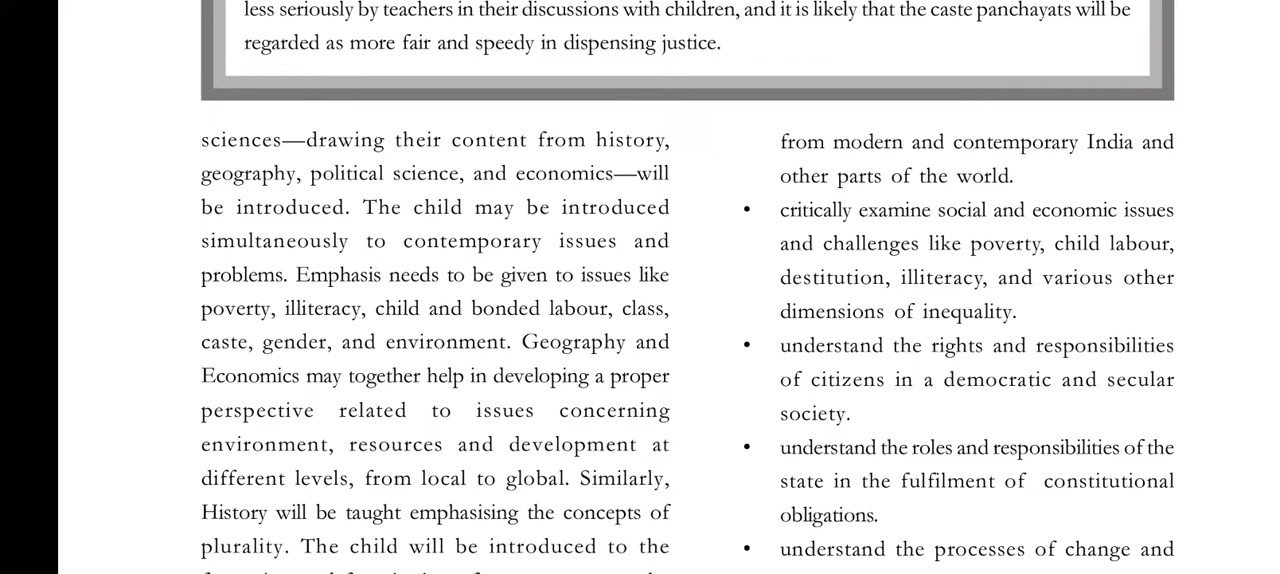 less seriously by teachers in their discussions with children, and it is likely that the caste panchayats will be
regarded as more fair and speedy in dispensing justice.
sciences—drawing their content from history,
geography, political science, and economics—will
be introduced. The child may be introduced
simultaneously to contemporary issues and
problems. Emphasis needs to be given to issues like
poverty, illiteracy, child and bonded labour, class,
caste, gender, and environment. Geography and
Economics may together help in developing a proper
perspective related to issues concerning
environment, resources and development at
different levels, from local to global. Similarly,
History will be taught emphasising the concepts of
plurality. The child will be introduced to the
from modern and contemporary India and
other parts of the world.
• critically examine social and economic issues
and challenges like poverty, child labour,
destitution, illiteracy, and various other
dimensions of inequality.
• understand the rights and responsibilities
of citizens in a democratic and secular
society.
• understand the roles and responsibilities of the
state in the fulfilment of constitutional
obligations.
• understand the processes of change and